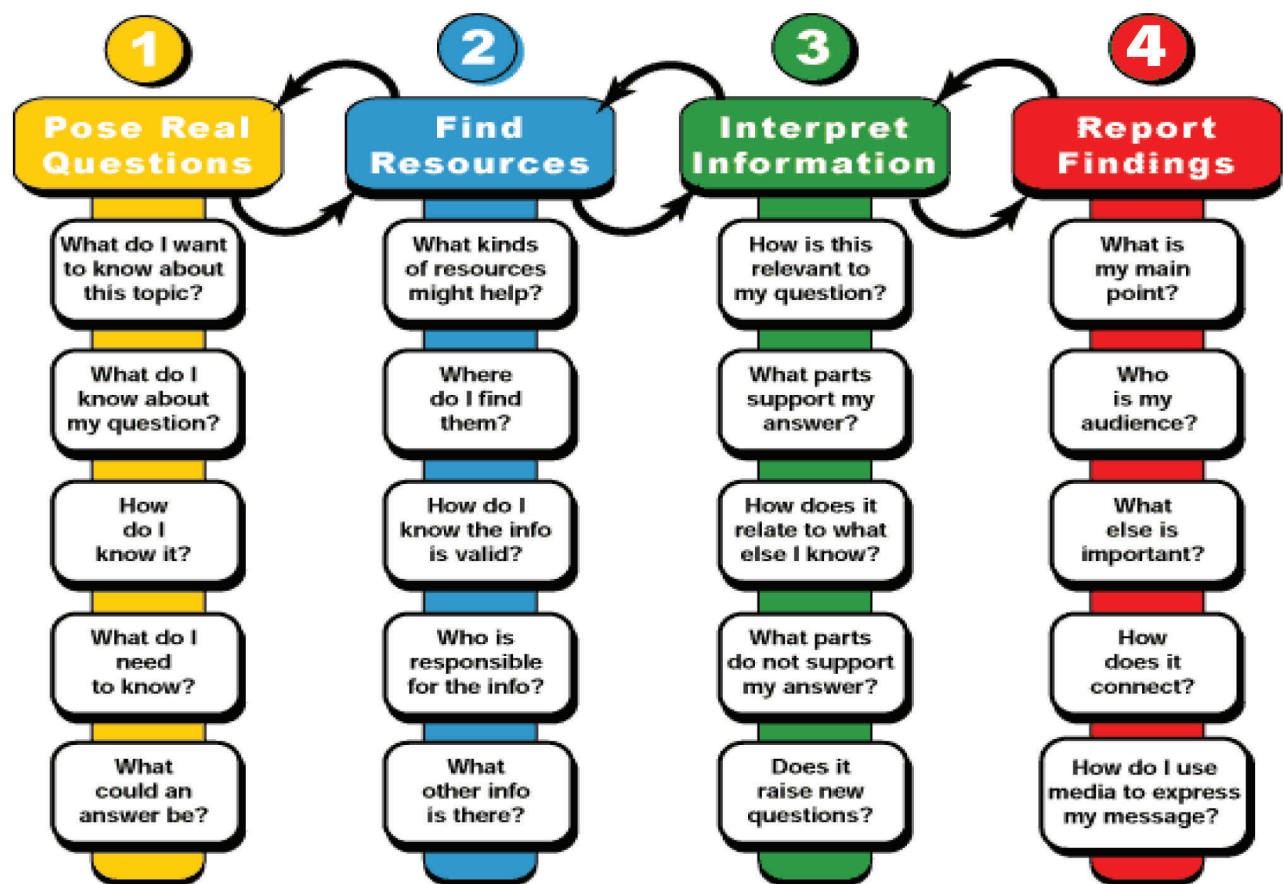 1
Pose Real
Questions
What do I want
to know about
this topic?
What do I
know about
my question?
How
do I
know it?
What do I
need
to know?
What
could an
answer be?
2
Find
Resources
What kinds
of resources
might help?
Where
do I find
them?
How do I
know the info
is valid?
Who is
responsible
for the info?
What
other info
is there?
3
Interpret
Information
How is this
relevant to
my question?
What parts
support my
answer?
How does it
relate to what
else I know?
What parts
do not support
my answer?
Does it
raise new
questions?
4
Report
Findings
What is
my main
point?
Who
is my
audience?
What
else is
important?
How
does it
connect?
How do I use
media to express
my message?